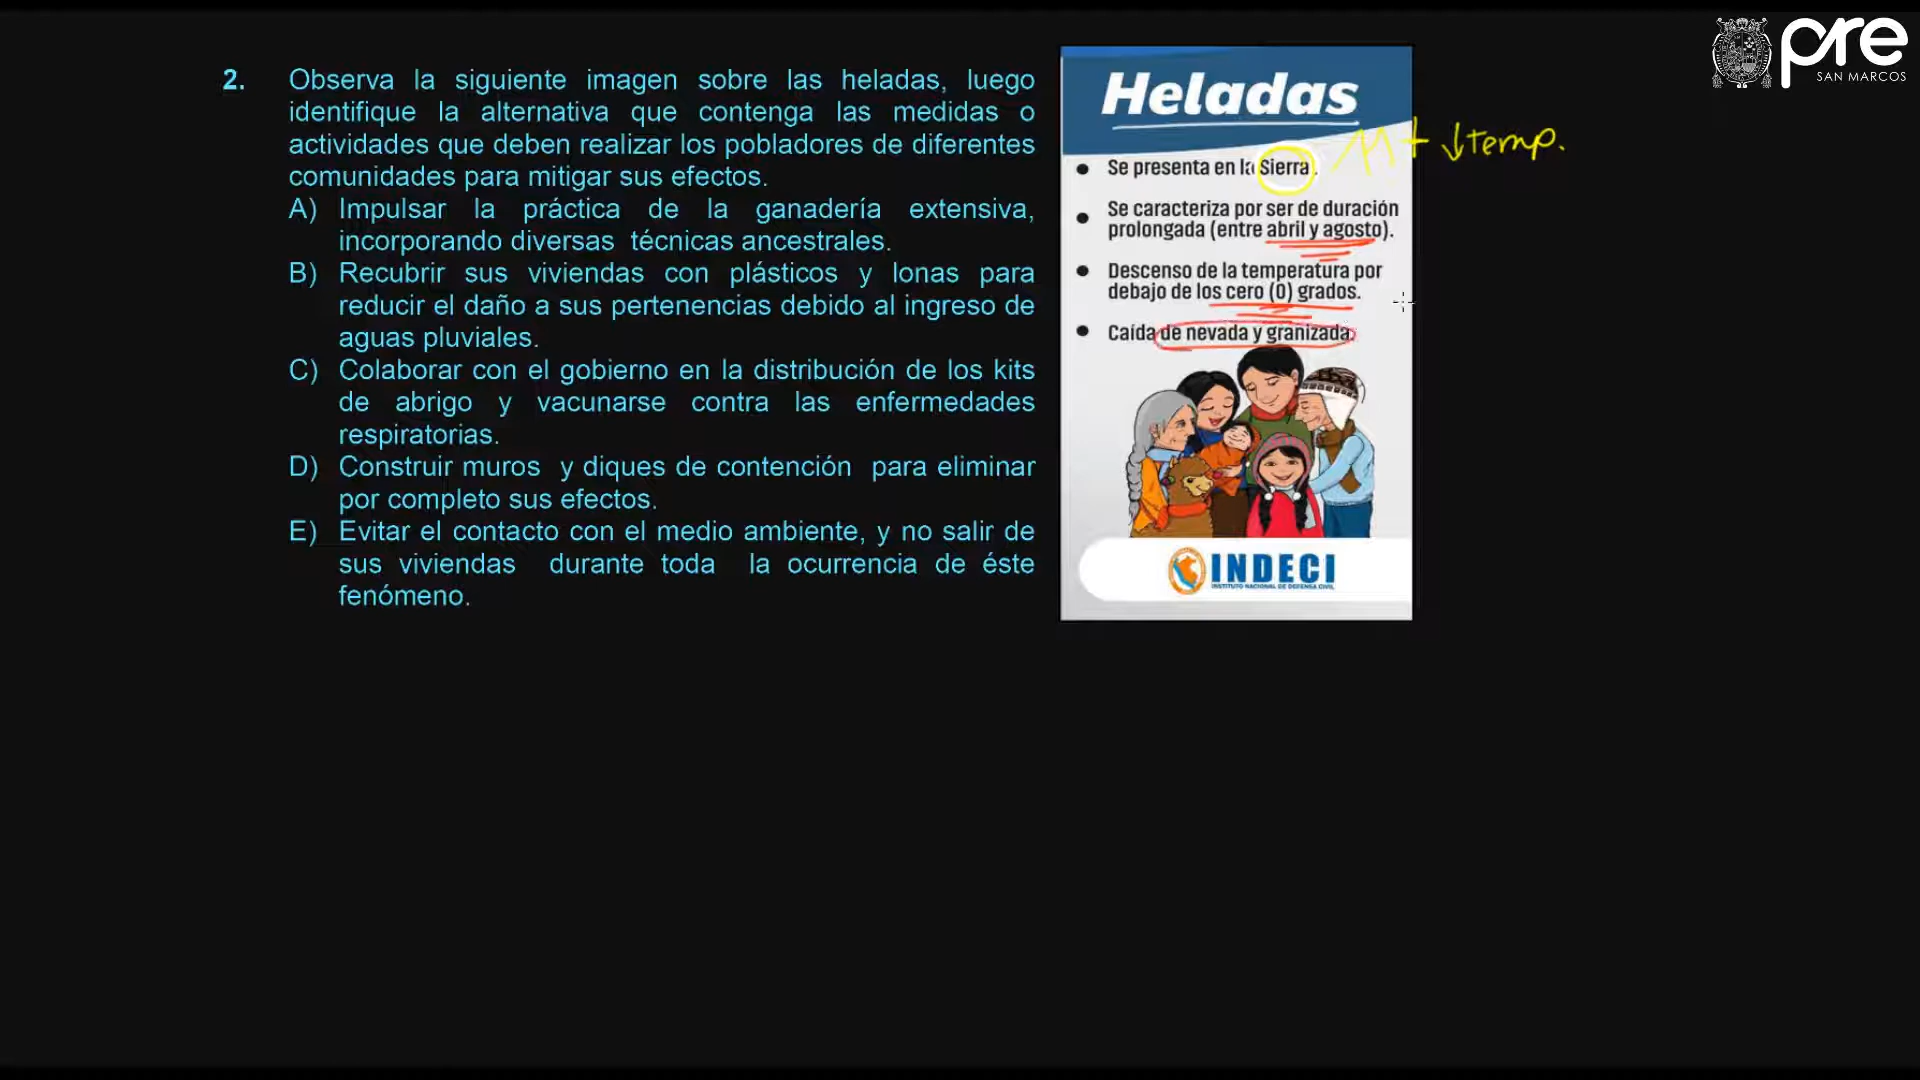 2. Observa la siguiente imagen sobre las heladas, luego
identifique la alternativa que contenga las medidas o
actividades que deben realizar los pobladores de diferentes
comunidades para mitigar sus efectos.
A) Impulsar la práctica de la ganadería extensiva,
incorporando diversas técnicas ancestrales.
B) Recubrir sus viviendas con plásticos y lonas para
reducir el daño a sus pertenencias debido al ingreso de
aguas pluviales.
C) Colaborar con el gobierno en la distribución de los kits
de abrigo y vacunarse contra las enfermedades
respiratorias.
D) Construir muros y diques de contención para eliminar
por completo sus efectos.
E) Evitar el contacto con el medio ambiente, y no salir de
sus viviendas durante toda la ocurrencia de éste
fenómeno.
Heladas
• Se presenta en la Sierra.
↓temp.
• Se caracteriza por ser de duración
prolongada (entre abril y agosto).
• Descenso de la temperatura por
debajo de los cero (0) grados.
• Caída de nevada y granizada.
INDECI
INSTITUTO NACIONAL DE DEFENSA CIVIL
pre
SAN MARCOS